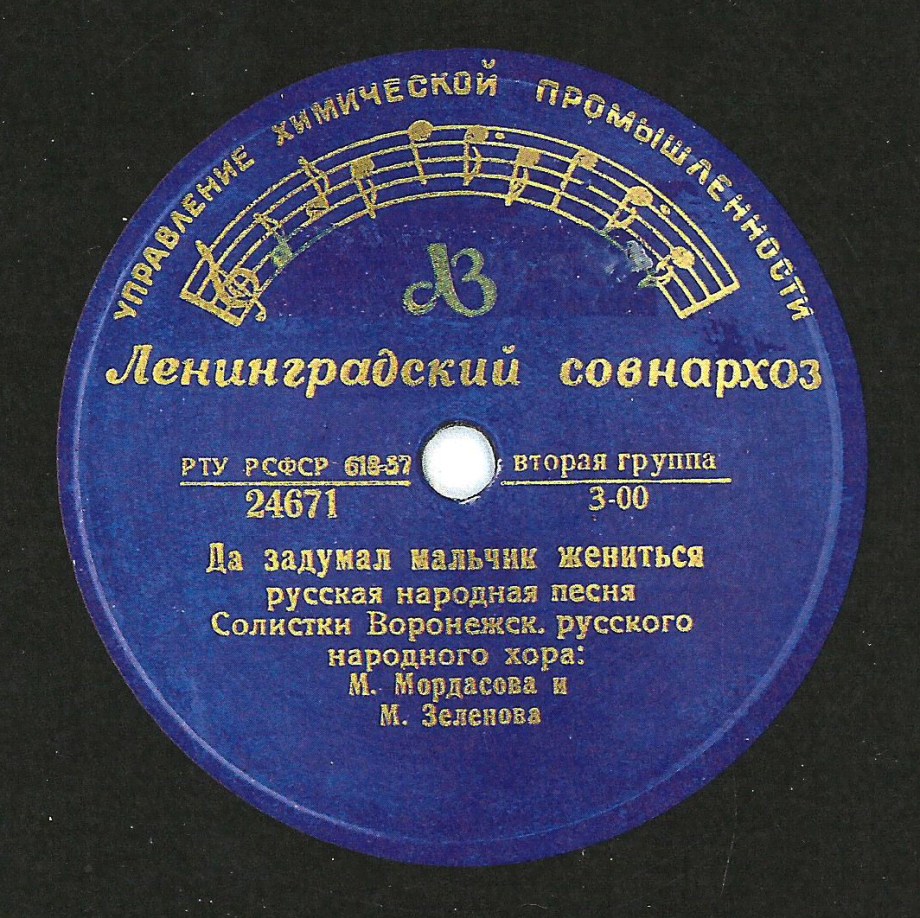 УПРАВЛЕНИЕ ХИМИЧЕСКОЙ ПРОМЫШЛЕННОСТИ
ЛЗ
Ленинградский совнархоз
РТУ РСФСР 618-57 вторая группа
24671 3-00
Да задумал мальчик жениться
русская народная песня
Солистки Воронежск. русского
народного хора:
М. Мордасова и
М. Зеленова